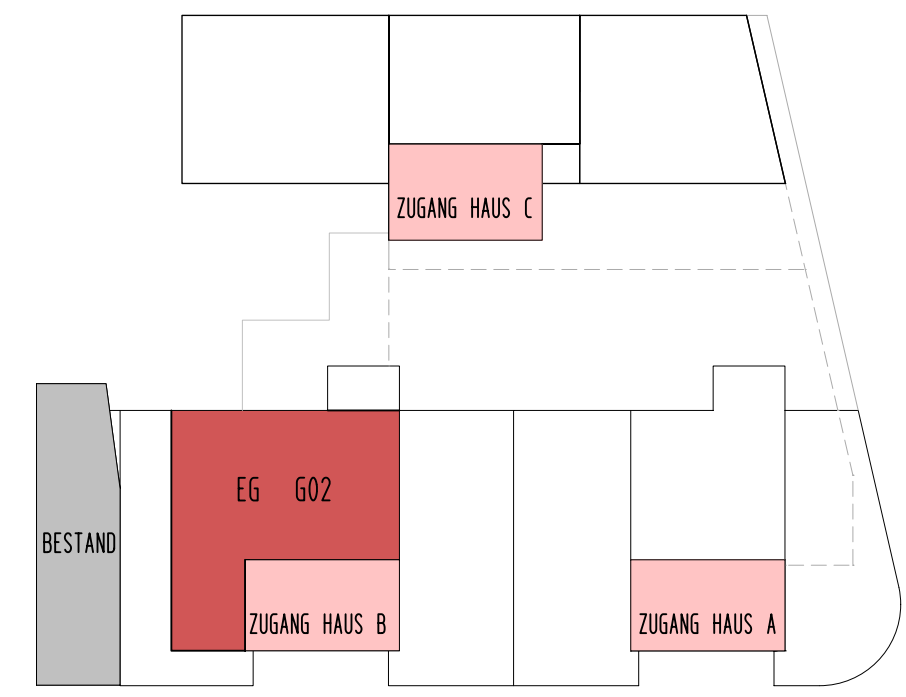 ZUGANG HAUS C
EG G02
BESTAND
ZUGANG HAUS B
ZUGANG HAUS A